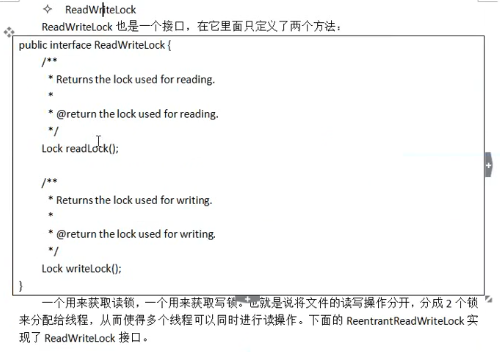 ✧ ReadWriteLock
ReadWriteLock 也是一个接口，在它里面只定义了两个方法：
public interface ReadWriteLock {
/**
* Returns the lock used for reading.
*
* @return the lock used for reading.
*/
Lock readLock();
/**
* Returns the lock used for writing.
*
* @return the lock used for writing.
*/
Lock writeLock();
}
一个用来获取读锁，一个用来获取写锁。也就是说将文件的读写操作分开，分成 2 个锁
来分配给线程，从而使得多个线程可以同时进行读操作。下面的 ReentrantReadWriteLock 实
现了 ReadWriteLock 接口。